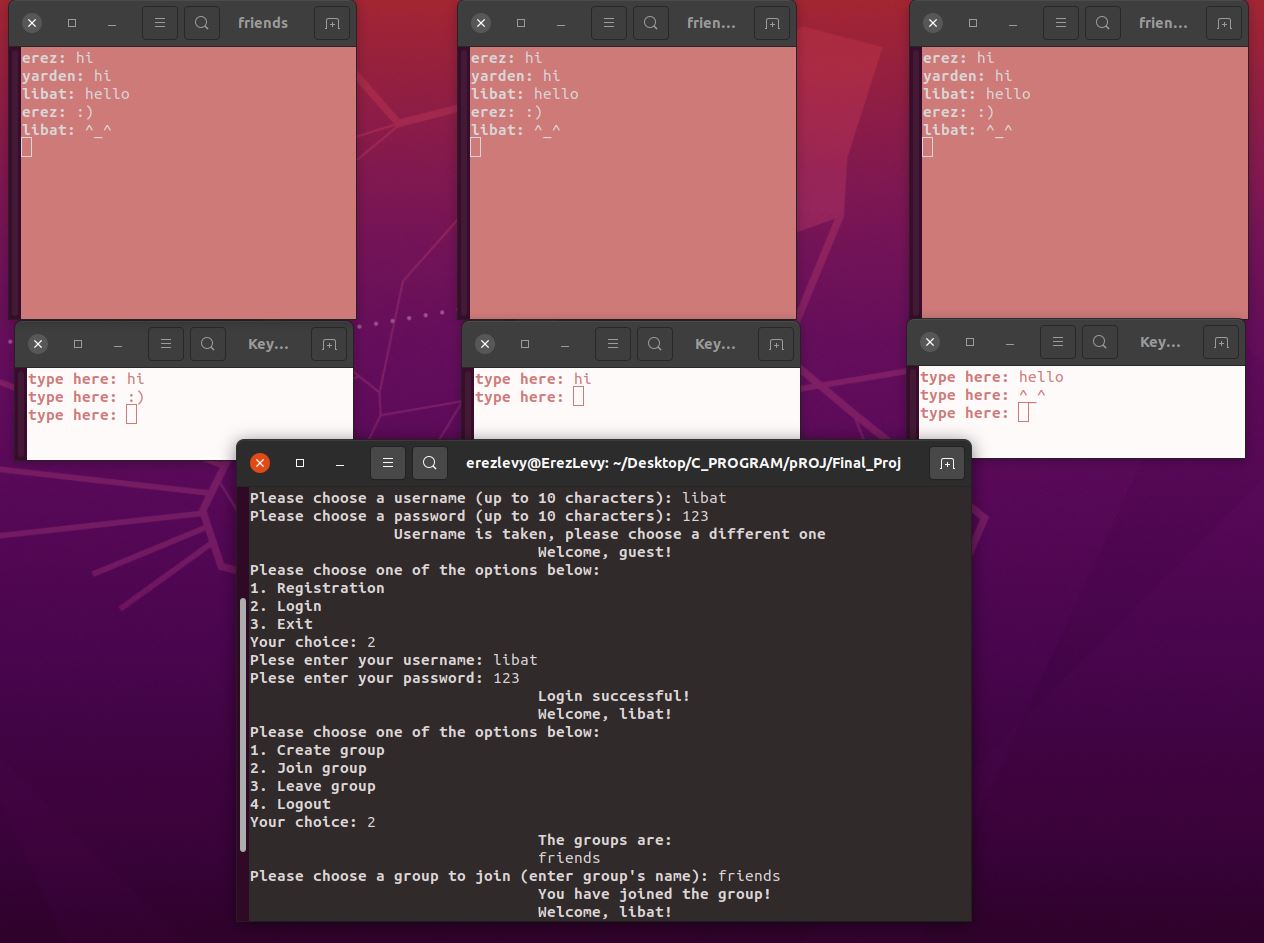 friends
erez: hi
yarden: hi
libat: hello
erez: :)
libat: ^_^
frien...
erez: hi
yarden: hi
libat: hello
erez: :)
libat: ^_^
frien...
erez: hi
yarden: hi
libat: hello
erez: :)
libat: ^_^
Key...
type here: hi
type here: :)
type here:
Key...
type here: hi
type here:
Key...
type here: hello
type here: ^_^
type here:
erezlevy@ErezLevy: ~/Desktop/C_PROGRAM/pROJ/Final_Proj
Please choose a username (up to 10 characters): libat
Please choose a password (up to 10 characters): 123
Username is taken, please choose a different one
Welcome, guest!
Please choose one of the options below:
1. Registration
2. Login
3. Exit
Your choice: 2
Plese enter your username: libat
Plese enter your password: 123
Login successful!
Welcome, libat!
Please choose one of the options below:
1. Create group
2. Join group
3. Leave group
4. Logout
Your choice: 2
The groups are:
friends
Please choose a group to join (enter group's name): friends
You have joined the group!
Welcome, libat!